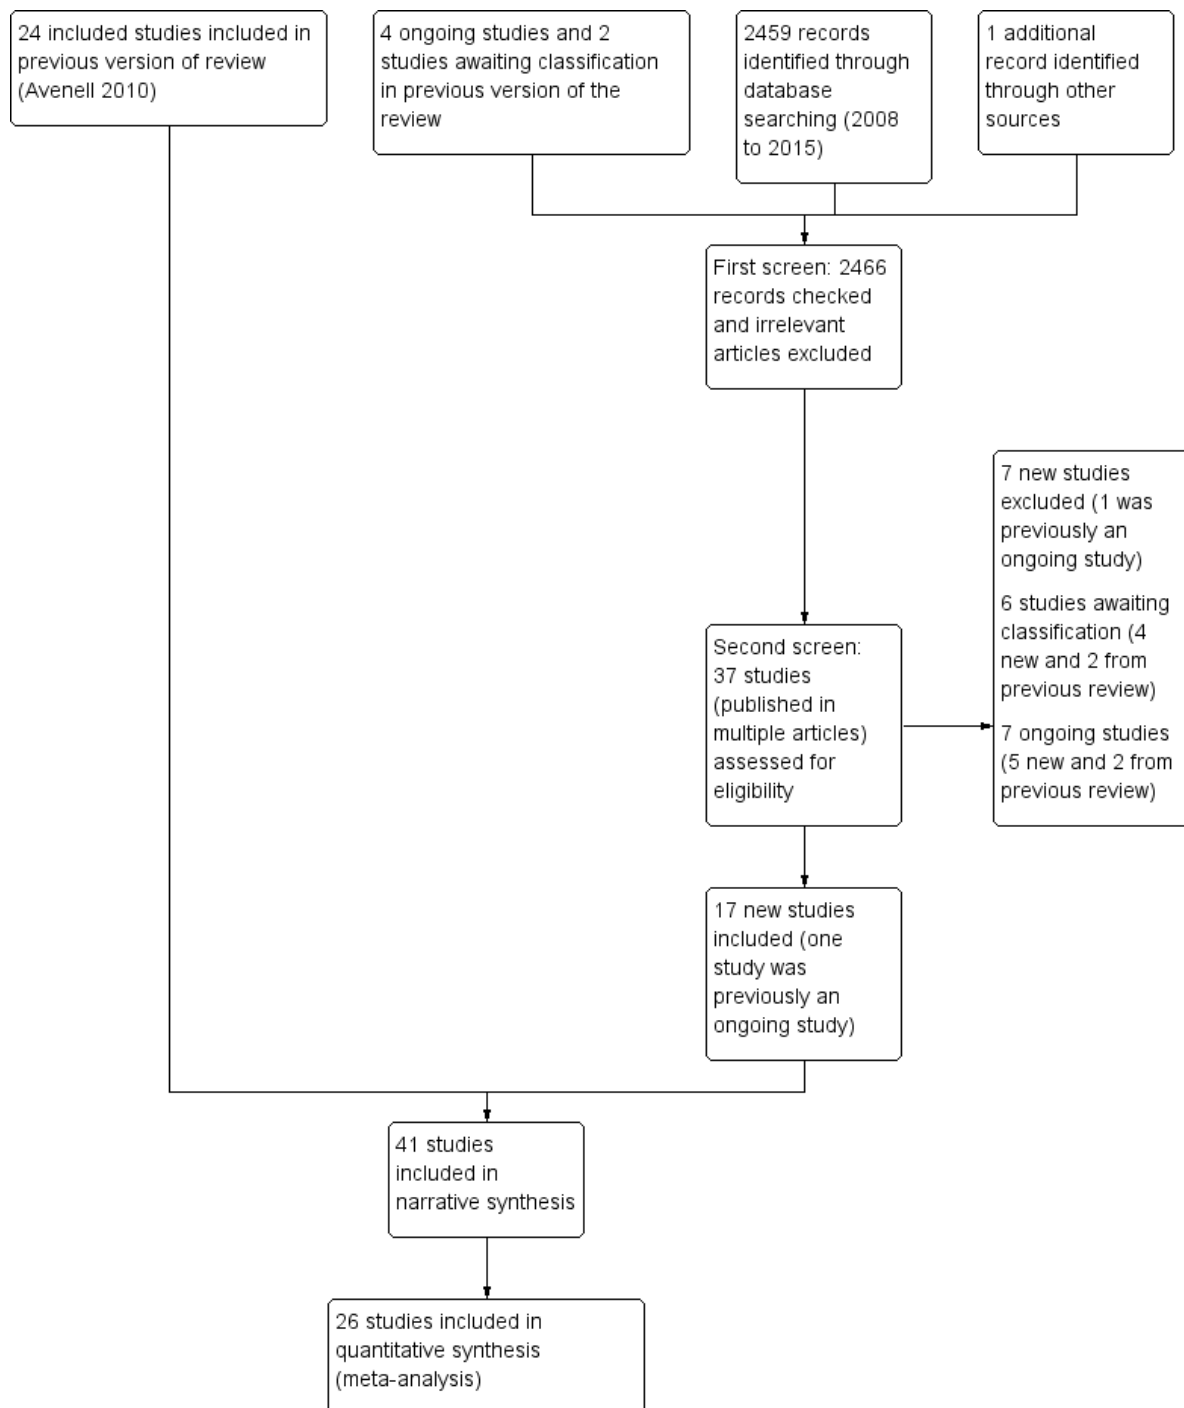 24 included studies included in
previous version of review
(Avenell 2010)
4 ongoing studies and 2
studies awaiting classification
in previous version of the
review
2459 records
identified through
database
searching (2008
to 2015)
1 additional
record identified
through other
sources
First screen: 2466
records checked
and irrelevant
articles excluded
7 new studies
excluded (1 was
previously an
ongoing study)
6 studies awaiting
classification (4
new and 2 from
previous review)
7 ongoing studies
(5 new and 2 from
previous review)
Second screen:
37 studies
(published in
multiple articles)
assessed for
eligibility
17 new studies
included (one
study was
previously an
ongoing study)
41 studies
included in
narrative synthesis
26 studies included in
quantitative synthesis
(meta-analysis)